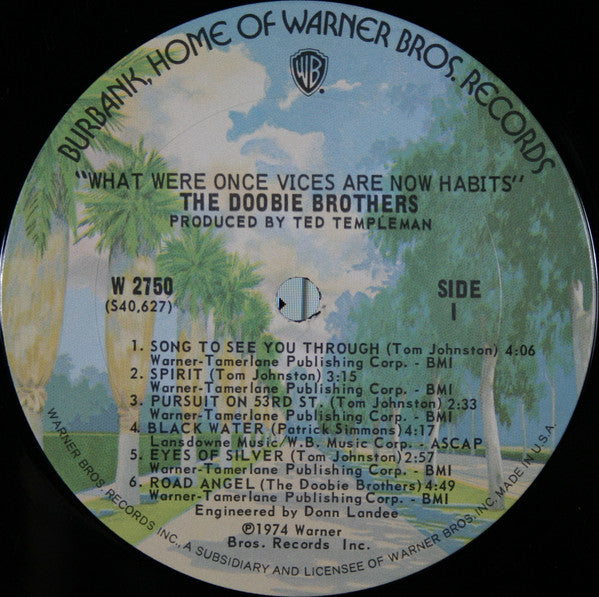 BURBANK, HOME OF WARNER BROS. RECORDS
WB
"WHAT WERE ONCE VICES ARE NOW HABITS"
THE DOOBIE BROTHERS
PRODUCED BY TED TEMPLEMAN
W 2750
(S40,627)
SIDE
1
1. SONG TO SEE YOU THROUGH (Tom Johnston) 4:06
Warner-Tamerlane Publishing Corp. - BMI
2. SPIRIT (Tom Johnston) 3:15
Warner-Tamerlane Publishing Corp. - BMI
3. PURSUIT ON 53RD ST. (Tom Johnston) 2:33
Warner-Tamerlane Publishing Corp. - BMI
4. BLACK WATER (Patrick Simmons) 4:17
Lansdowne Music/W.B. Music Corp. - ASCAP
5. EYES OF SILVER (Tom Johnston) 2:57
Warner-Tamerlane Publishing Corp. - BMI
6. ROAD ANGEL (The Doobie Brothers) 4:49
Warner-Tamerlane Publishing Corp. - BMI
Engineered by Donn Landee
℗1974 Warner
Bros. Records Inc.
WARNER BROS. RECORDS INC., A SUBSIDIARY AND LICENSEE OF WARNER BROS. INC. MADE IN U.S.A.